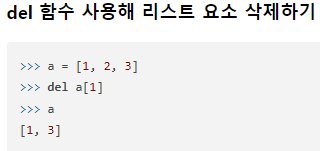 del 함수 사용해 리스트 요소 삭제하기
>>> a = [1, 2, 3]
>>> del a[1]
>>> a
[1, 3]